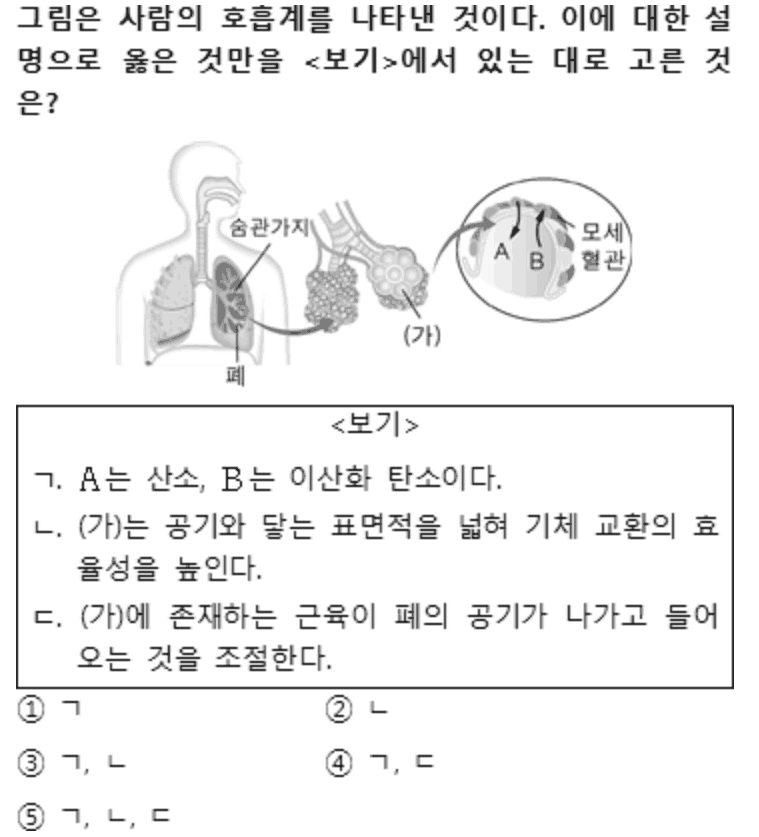 그림은 사람의 호흡계를 나타낸 것이다. 이에 대한 설
명으로 옳은 것만을 <보기>에서 있는 대로 고른 것
은?
숨관가지
모세
혈관
A
B
(가)
폐
<보기>
ㄱ. A는 산소, B는 이산화 탄소이다.
ㄴ. (가)는 공기와 닿는 표면적을 넓혀 기체 교환의 효
율성을 높인다.
ㄷ. (가)에 존재하는 근육이 폐의 공기가 나가고 들어
오는 것을 조절한다.
① ㄱ ② ㄴ
③ ㄱ, ㄴ ④ ㄱ, ㄷ
⑤ ㄱ, ㄴ, ㄷ